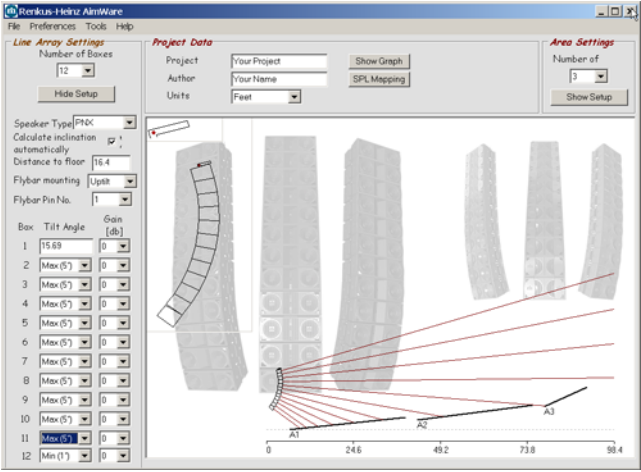 Renkus-Heinz AimWare
File Preferences Tools Help
Line Array Settings
Number of Boxes
12
Hide Setup
Speaker Type PNX
Calculate inclination
automatically
Distance to floor 16.4
Flybar mounting Uptilt
Flybar Pin No. 1
Box Tilt Angle Gain
[db]
1 15.69 0
2 Max (5°) 0
3 Max (5°) 0
4 Max (5°) 0
5 Max (5°) 0
6 Max (5°) 0
7 Max (5°) 0
8 Max (5°) 0
9 Max (5°) 0
10 Max (5°) 0
11 Max (5°) 0
12 Min (1°) 0
Project Data
Project Your Project Show Graph
Author Your Name SPL Mapping
Units Feet
Area Settings
Number of
3
Show Setup
A1 A2 A3
0 24.6 49.2 73.8 98.4